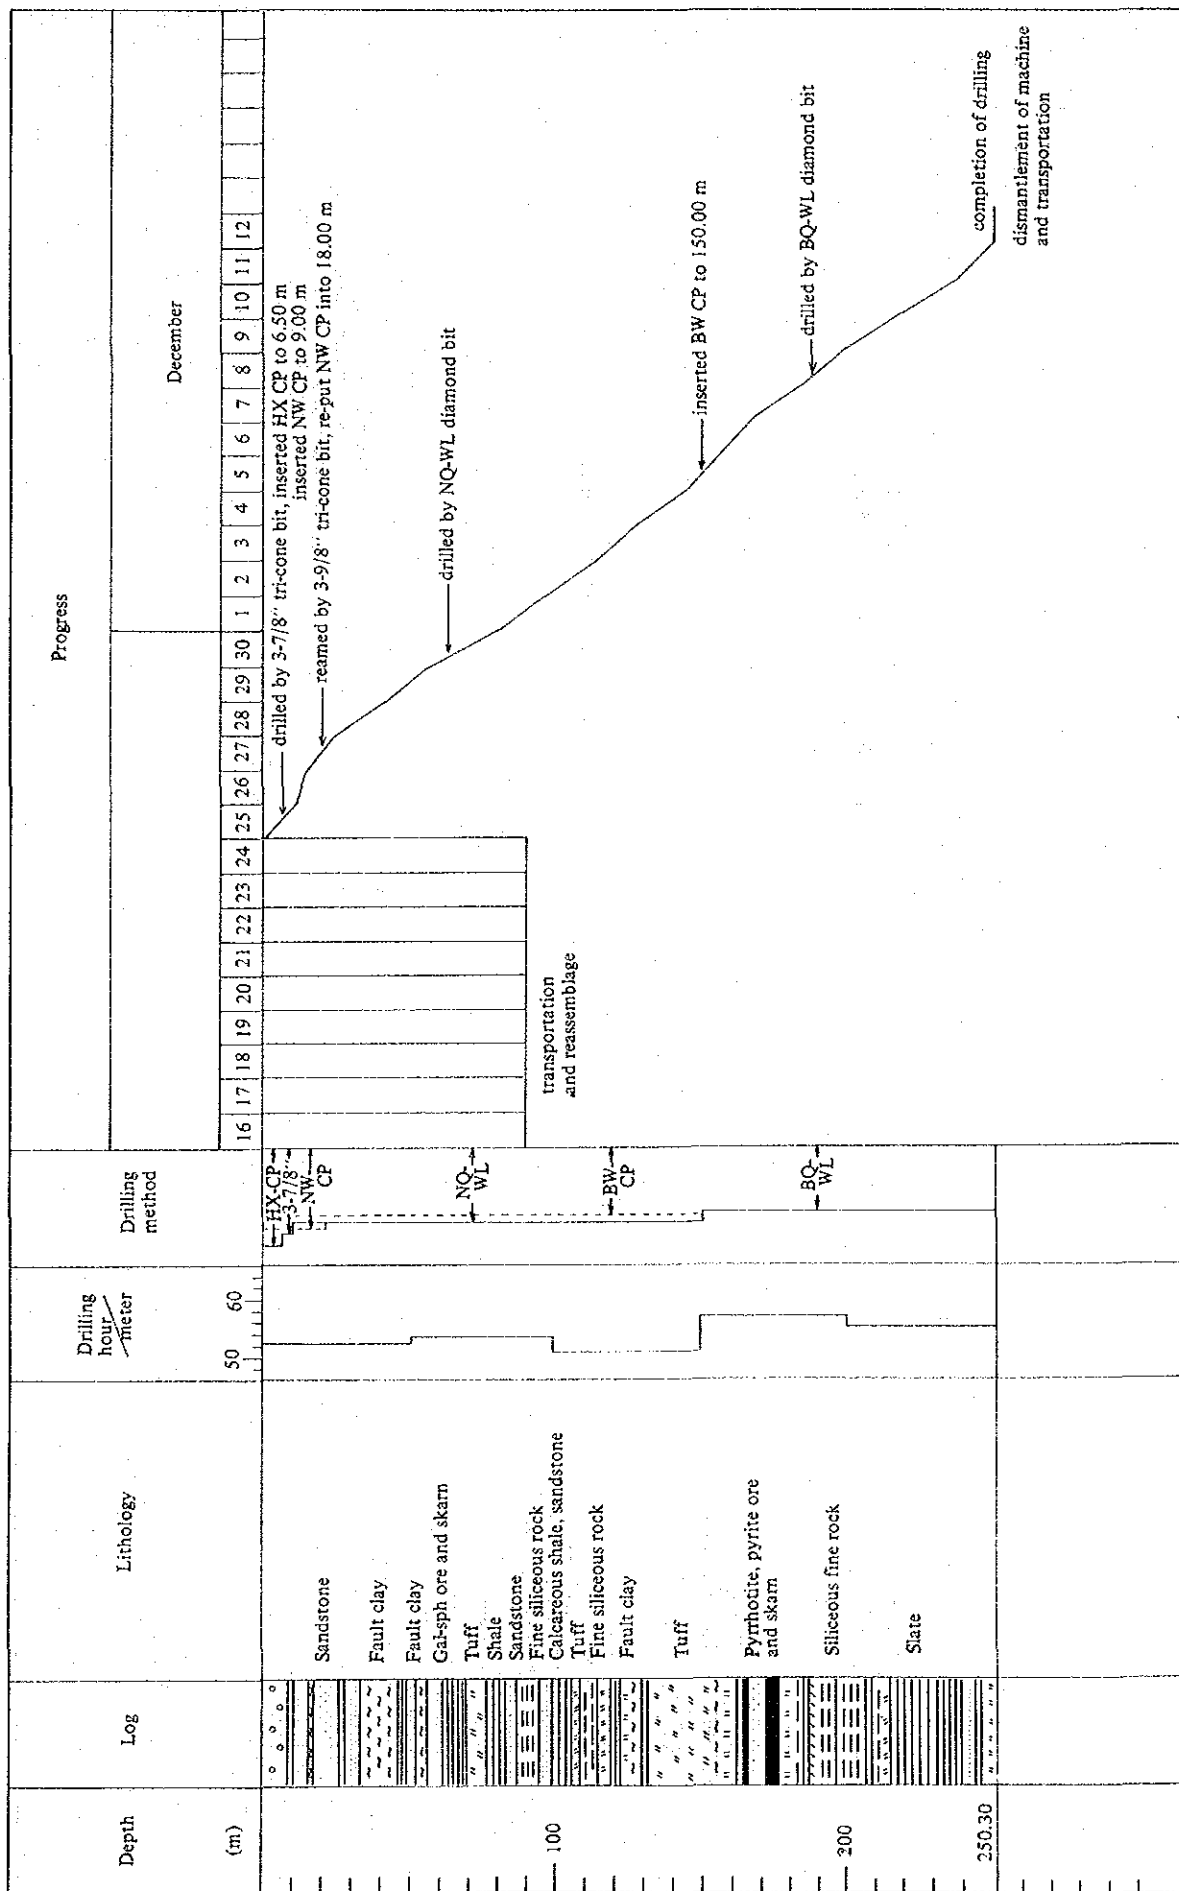 Depth
(m)
100
200
250.30
Log
Lithology
Sandstone
Fault clay
Fault clay
Gal-sph ore and skarn
Tuff
Shale
Sandstone
Fine siliceous rock
Calcareous shale, sandstone
Tuff
Fine siliceous rock
Fault clay
Tuff
Pyrrhotite, pyrite ore
and skarn
Siliceous fine rock
Slate
Drilling
hour
meter
50
60
Drilling
method
HX-CP
3-7/8''
NW-
CP
NQ-
WL
BW-
CP
BQ-
WL
Progress
December
16 17 18 19 20 21 22 23 24 25 26 27 28 29 30 1 2 3 4 5 6 7 8 9 10 11 12
transportation
and reassemblage
drilled by 3-7/8'' tri-cone bit, inserted HX CP to 6.50 m
inserted NW CP to 9.00 m
reamed by 3-9/8'' tri-cone bit, re-put NW CP into 18.00 m
drilled by NQ-WL diamond bit
inserted BW CP to 150.00 m
drilled by BQ-WL diamond bit
completion of drilling
dismantlement of machine
and transportation